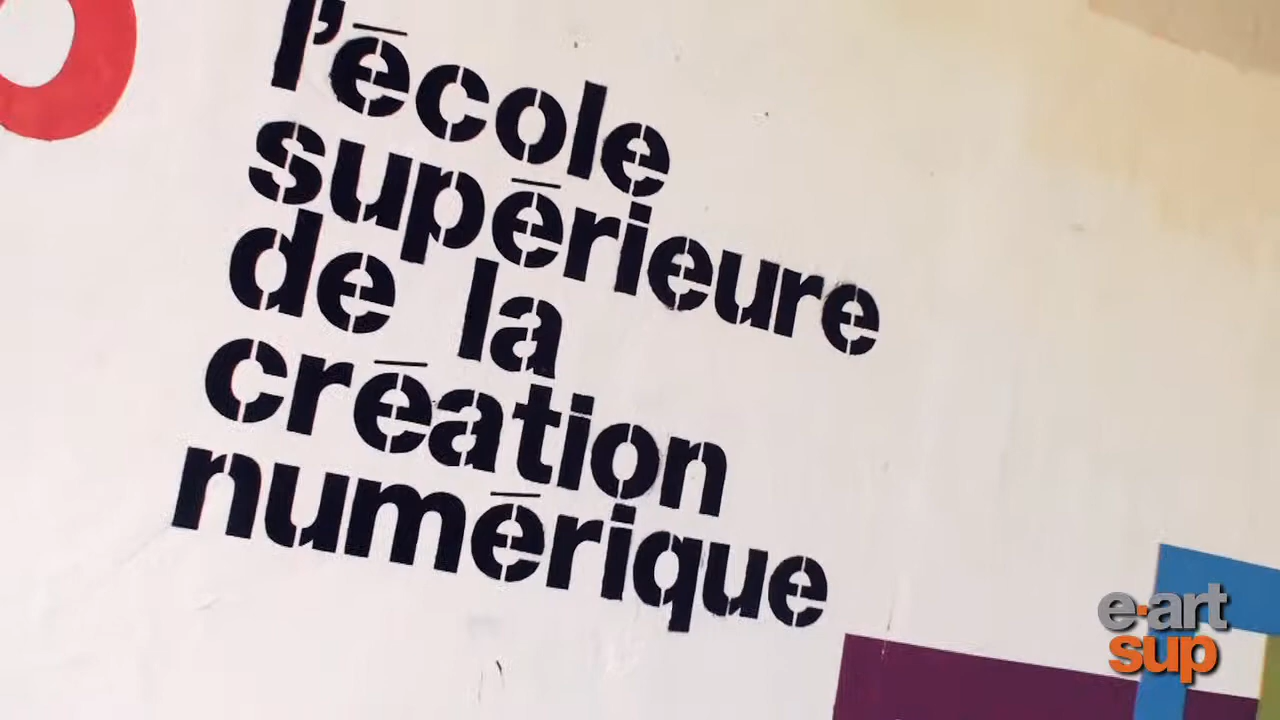 l'école
supérieure
de la
création
numérique
e·art
sup